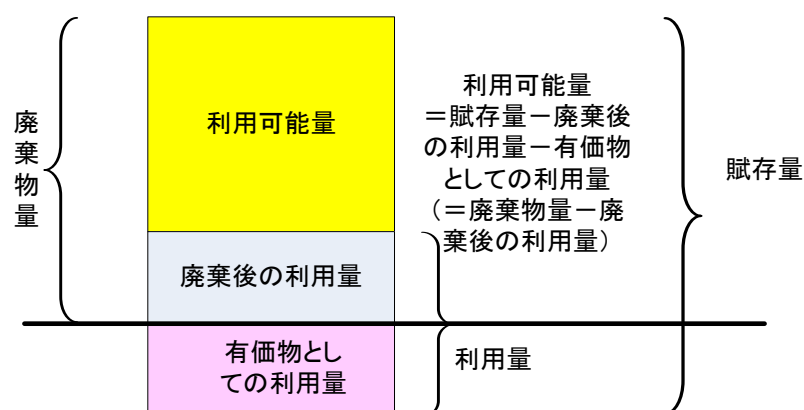 廃棄物量
利用可能量
廃棄後の利用量
有価物とし
ての利用量
利用可能量
＝賦存量－廃棄後
の利用量－有価物
としての利用量
（＝廃棄物量－廃
棄後の利用量）
利用量
賦存量